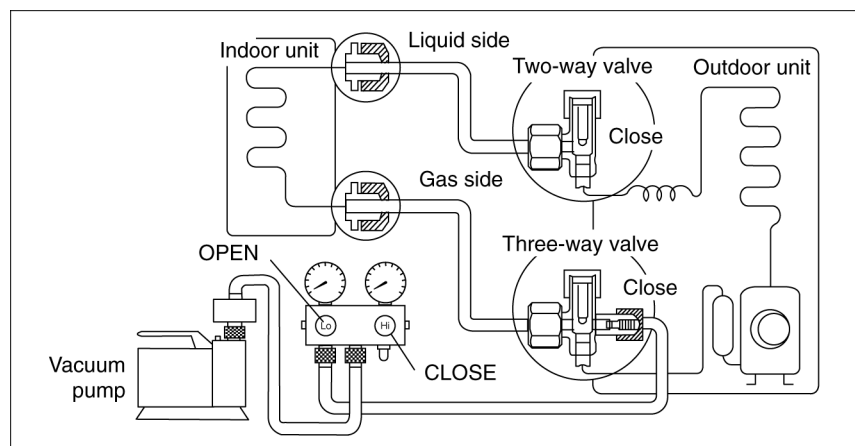 Indoor unit
Liquid side
Two-way valve
Outdoor unit
Close
Gas side
Three-way valve
Close
OPEN
Lo
Hi
CLOSE
Vacuum
pump